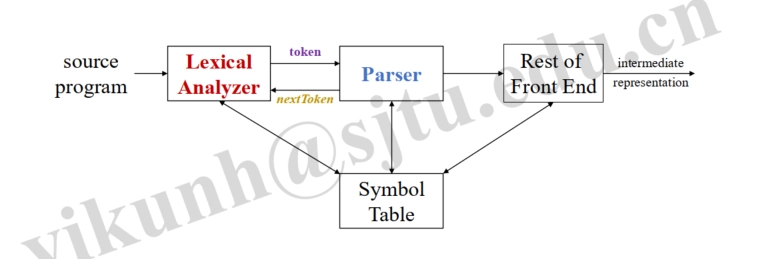 source
program
Lexical
Analyzer
token
nextToken
Parser
Rest of
Front End
intermediate
representation
Symbol
Table
yikunh@sjtu.edu.cn